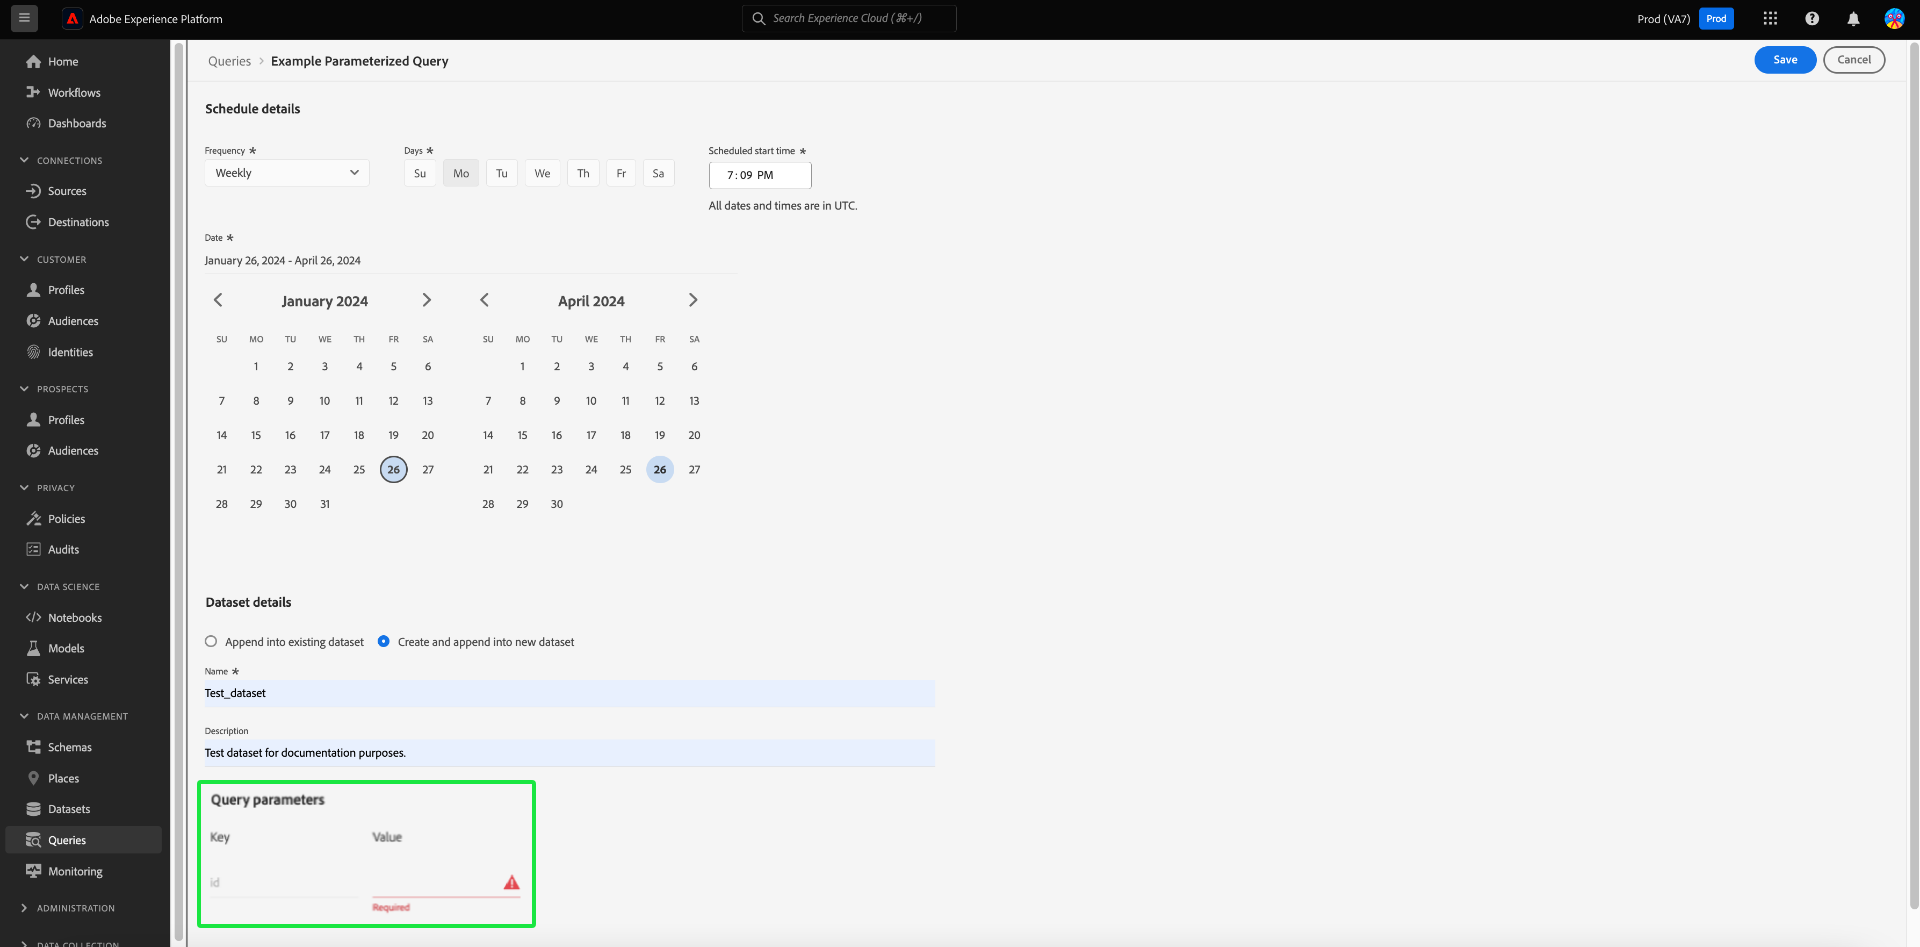 Adobe Experience Platform
Search Experience Cloud (⌘+/)
Prod (VA7) Prod
Home
Workflows
Dashboards
CONNECTIONS
Sources
Destinations
CUSTOMER
Profiles
Audiences
Identities
PROSPECTS
Profiles
Audiences
PRIVACY
Policies
Audits
DATA SCIENCE
Notebooks
Models
Services
DATA MANAGEMENT
Schemas
Places
Datasets
Queries
Monitoring
ADMINISTRATION
DATA COLLECTION
Queries > Example Parameterized Query
Save Cancel
Schedule details
Frequency * Days * Scheduled start time *
Weekly Su Mo Tu We Th Fr Sa 7:09 PM
All dates and times are in UTC.
Date *
January 26, 2024 - April 26, 2024
January 2024 April 2024
SU MO TU WE TH FR SA SU MO TU WE TH FR SA
1 2 3 4 5 6 1 2 3 4 5 6
7 8 9 10 11 12 13 7 8 9 10 11 12 13
14 15 16 17 18 19 20 14 15 16 17 18 19 20
21 22 23 24 25 26 27 21 22 23 24 25 26 27
28 29 30 31 28 29 30
Dataset details
Append into existing dataset Create and append into new dataset
Name *
Test_dataset
Description
Test dataset for documentation purposes.
Query parameters
Key Value
id
Required